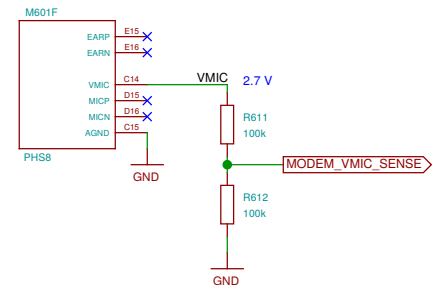 M601F
EARP E15
EARN E16
VMIC C14 VMIC 2.7 V
MICP D15
MICN D16
AGND C15
PHS8
GND
R611
100k
MODEM_VMIC_SENSE
R612
100k
GND